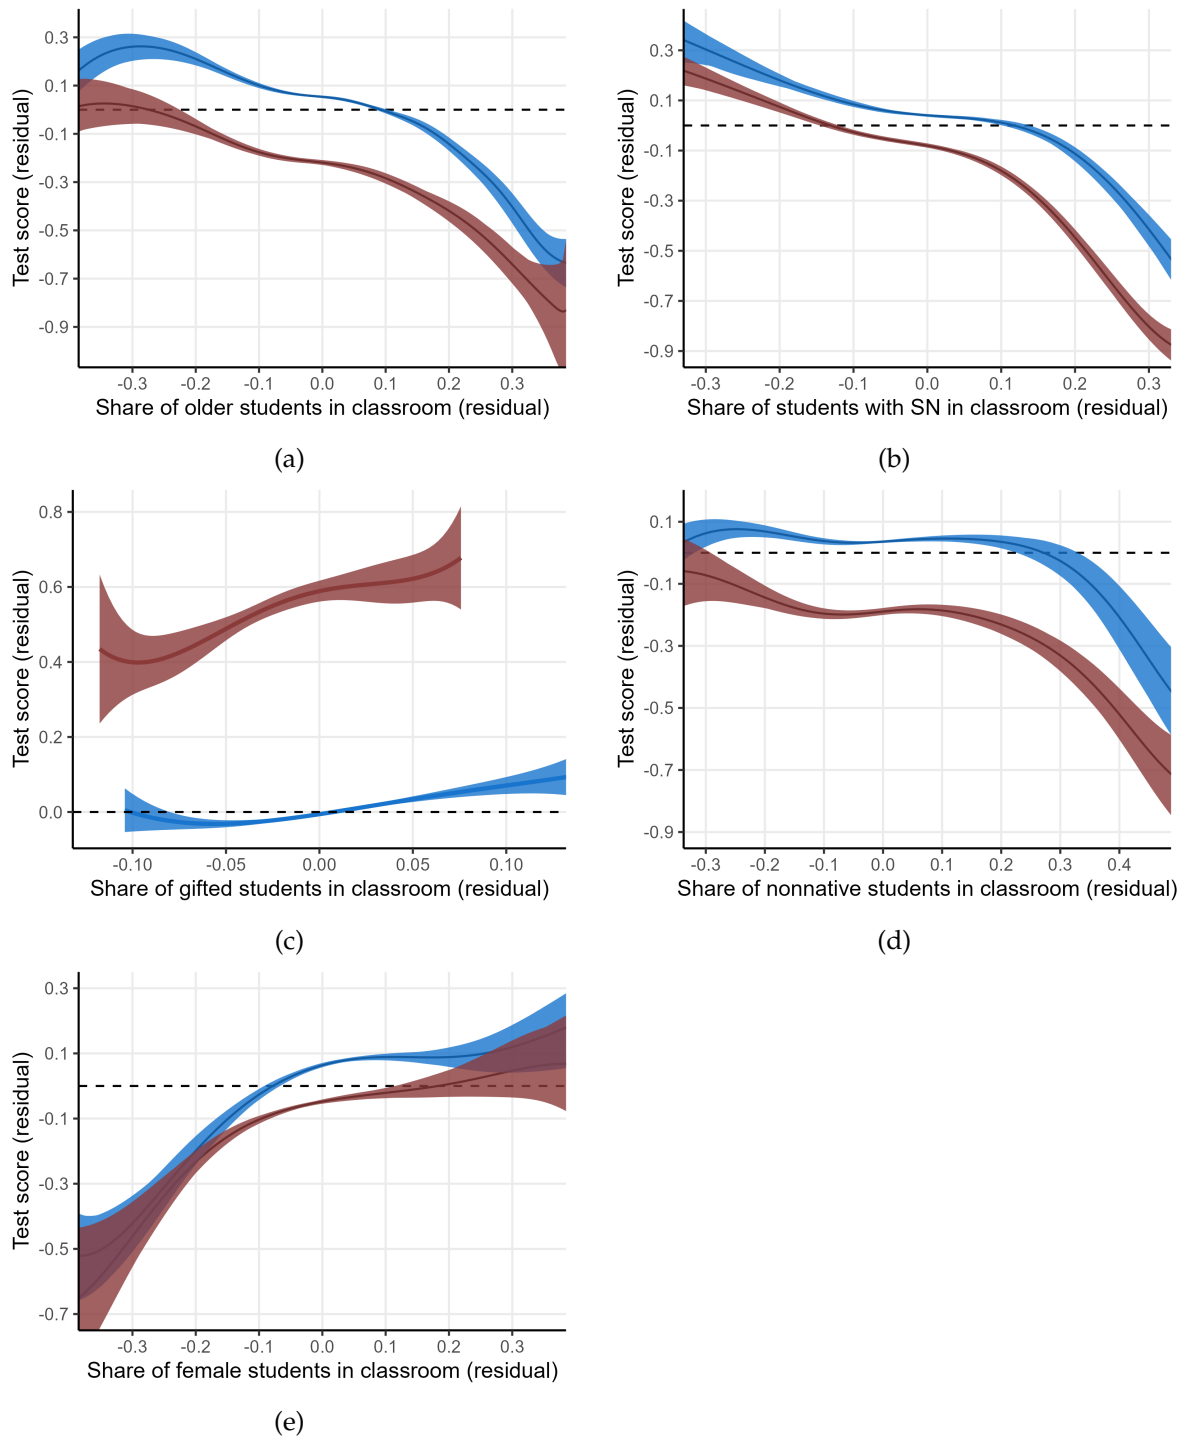 0.3
0.1
-0.1
-0.3
-0.5
-0.7
-0.9
Test score (residual)
-0.3 -0.2 -0.1 0.0 0.1 0.2 0.3
Share of older students in classroom (residual)
(a)
0.3
0.1
-0.1
-0.3
-0.5
-0.7
-0.9
Test score (residual)
-0.3 -0.2 -0.1 0.0 0.1 0.2 0.3
Share of students with SN in classroom (residual)
(b)
0.8
0.6
0.4
0.2
0.0
Test score (residual)
-0.10 -0.05 0.00 0.05 0.10
Share of gifted students in classroom (residual)
(c)
0.1
-0.1
-0.3
-0.5
-0.7
-0.9
Test score (residual)
-0.3 -0.2 -0.1 0.0 0.1 0.2 0.3 0.4
Share of nonnative students in classroom (residual)
(d)
0.3
0.1
-0.1
-0.3
-0.5
-0.7
Test score (residual)
-0.3 -0.2 -0.1 0.0 0.1 0.2 0.3
Share of female students in classroom (residual)
(e)